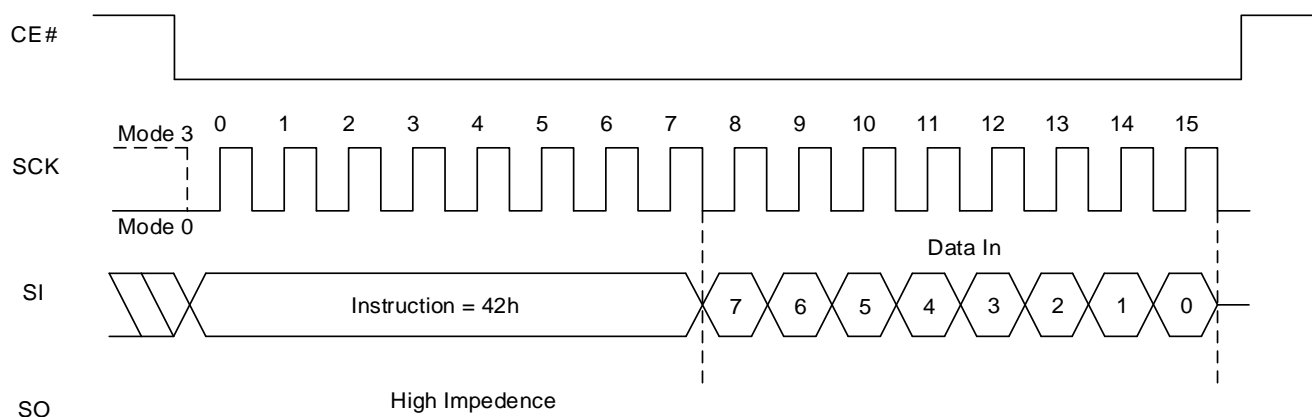 CE#
0 1 2 3 4 5 6 7 8 9 10 11 12 13 14 15
Mode 3
SCK
Mode 0
Data In
SI
Instruction = 42h 7 6 5 4 3 2 1 0
High Impedence
SO